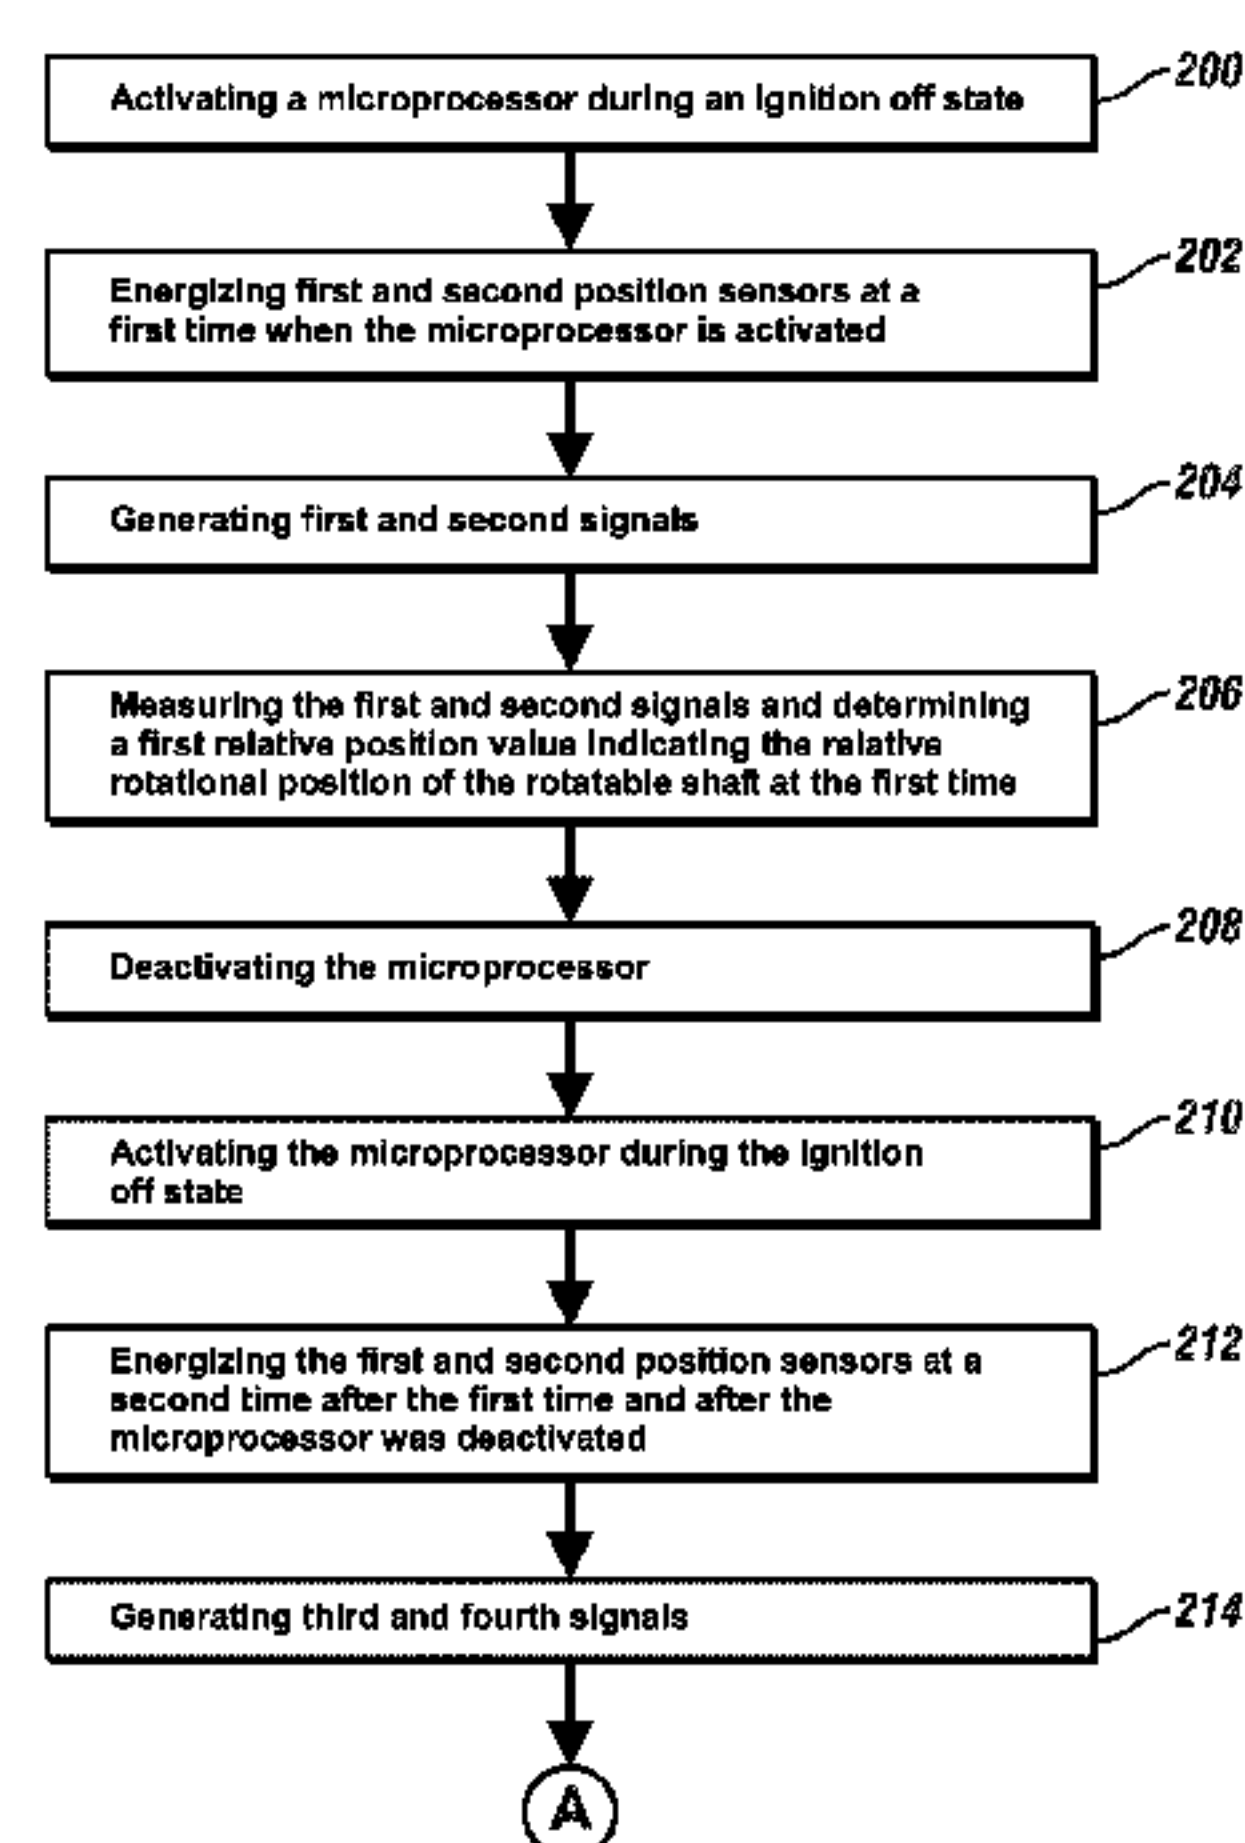 Activating a microprocessor during an ignition off state
200
Energizing first and second position sensors at a
first time when the microprocessor is activated
202
Generating first and second signals
204
Measuring the first and second signals and determining
a first relative position value indicating the relative
rotational position of the rotatable shaft at the first time
206
Deactivating the microprocessor
208
Activating the microprocessor during the ignition
off state
210
Energizing the first and second position sensors at a
second time after the first time and after the
microprocessor was deactivated
212
Generating third and fourth signals
214
A